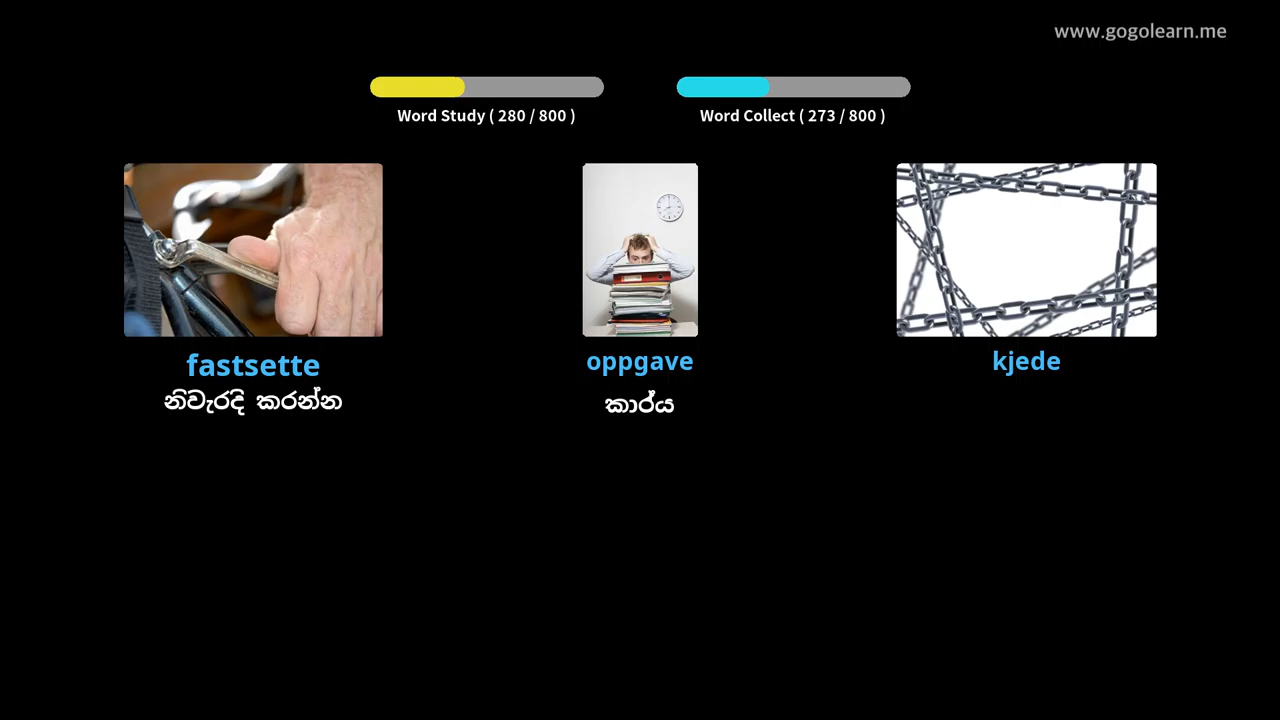 www.gogolearn.me
Word Study ( 280 / 800 )
Word Collect ( 273 / 800 )
fastsette
නිවැරදි කරන්න
oppgave
කාර්ය
kjede